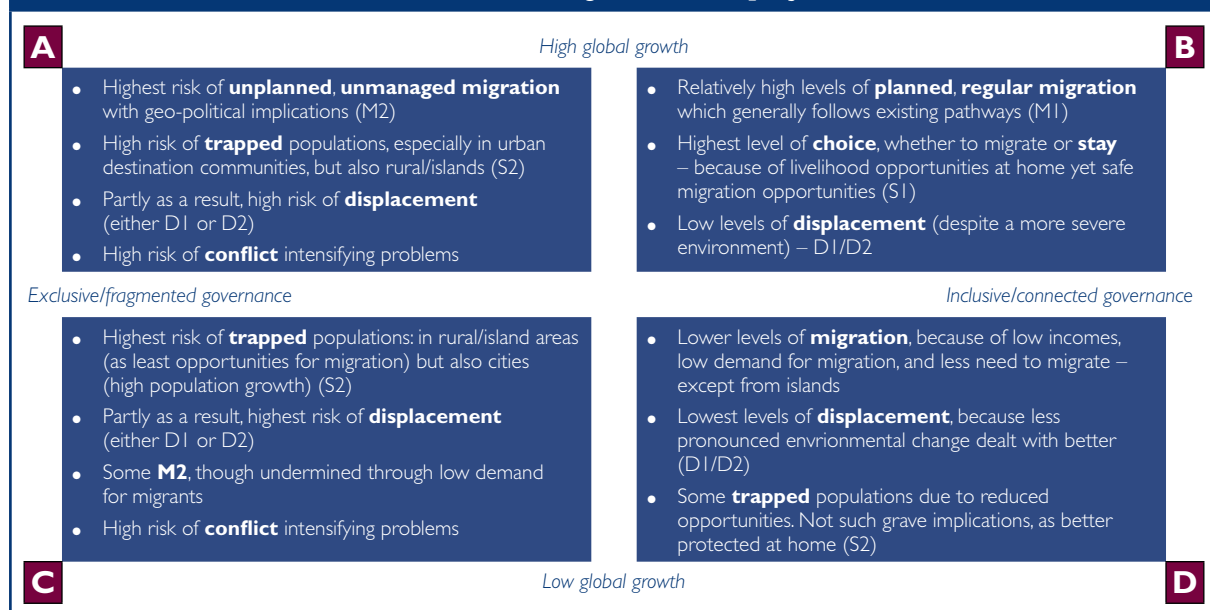 A
High global growth
B
• Highest risk of unplanned, unmanaged migration
with geo-political implications (M2)
• High risk of trapped populations, especially in urban
destination communities, but also rural/islands (S2)
• Partly as a result, high risk of displacement
(either D1 or D2)
• High risk of conflict intensifying problems
• Relatively high levels of planned, regular migration
which generally follows existing pathways (M1)
• Highest level of choice, whether to migrate or stay
– because of livelihood opportunities at home yet safe
migration opportunities (S1)
• Low levels of displacement (despite a more severe
environment) – D1/D2
Exclusive/fragmented governance
Inclusive/connected governance
• Highest risk of trapped populations: in rural/island areas
(as least opportunities for migration) but also cities
(high population growth) (S2)
• Partly as a result, highest risk of displacement
(either D1 or D2)
• Some M2, though undermined through low demand
for migrants
• High risk of conflict intensifying problems
• Lower levels of migration, because of low incomes,
low demand for migration, and less need to migrate –
except from islands
• Lowest levels of displacement, because less
pronounced envrionmental change dealt with better
(D1/D2)
• Some trapped populations due to reduced
opportunities. Not such grave implications, as better
protected at home (S2)
C
Low global growth
D